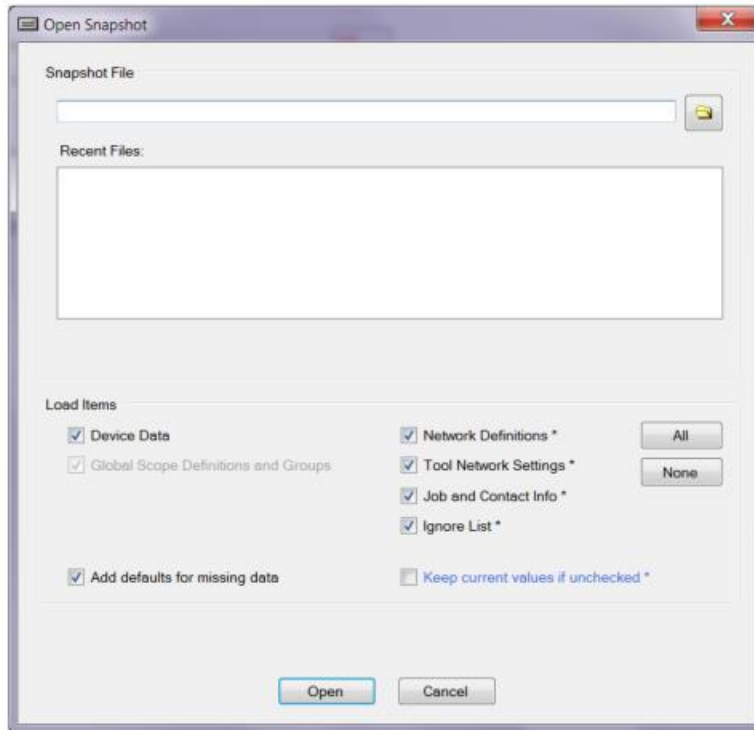 Open Snapshot
Snapshot File
Recent Files:
Load Items
Device Data
Network Definitions *
All
Global Scope Definitions and Groups
Tool Network Settings *
None
Job and Contact Info *
Ignore List *
Add defaults for missing data
Keep current values if unchecked *
Open
Cancel